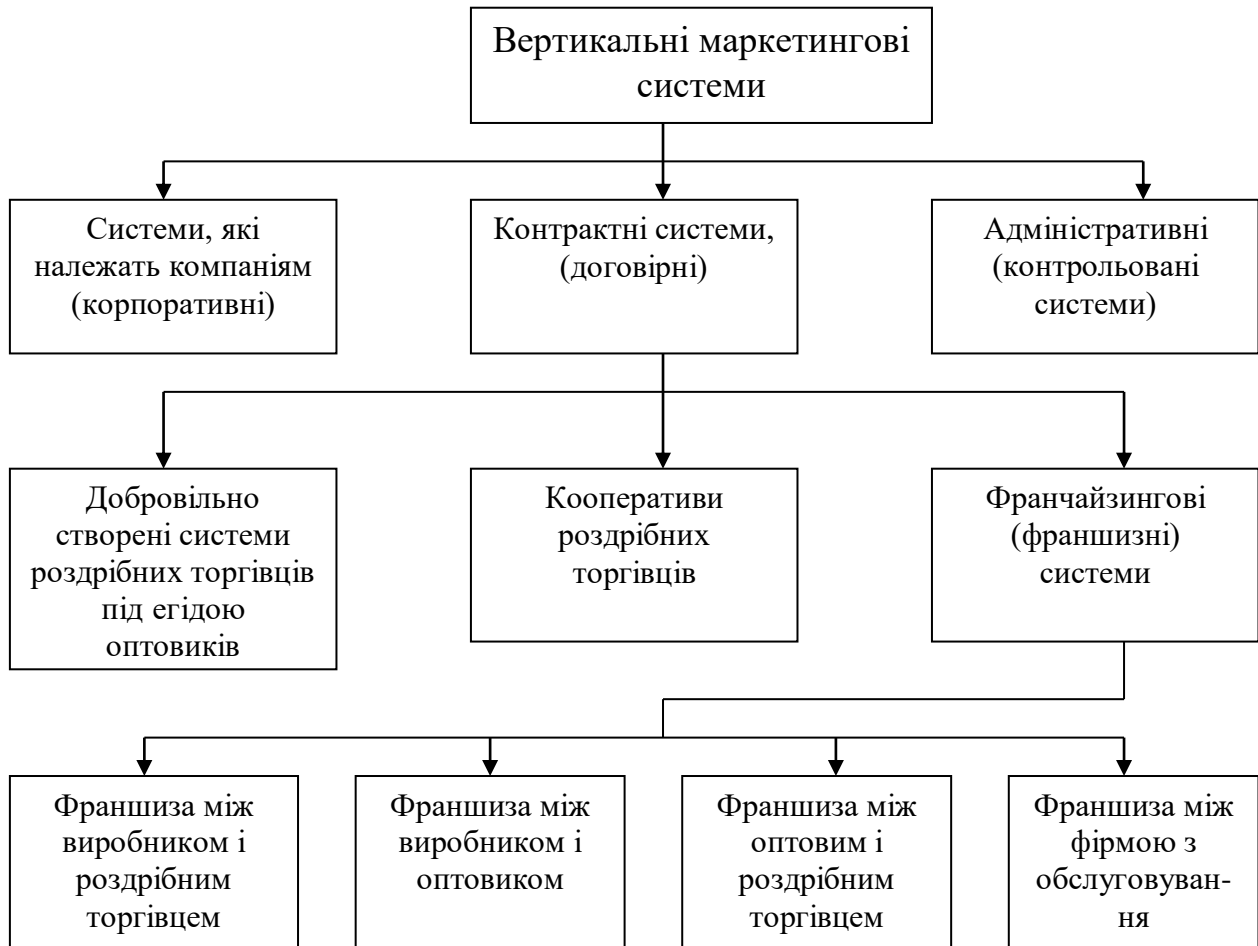 Вертикальні маркетингові
системи
Системи, які
належать компаніям
(корпоративні)
Контрактні системи,
(договірні)
Адміністративні
(контрольовані
системи)
Добровільно
створені системи
роздрібних торгівців
під егідою
оптовиків
Кооперативи
роздрібних
торгівців
Франчайзингові
(франшизні)
системи
Франшиза між
виробником і
роздрібним
торгівцем
Франшиза між
виробником і
оптовиком
Франшиза між
оптовим і
роздрібним
торгівцем
Франшиза між
фірмою з
обслуговуван-
ня